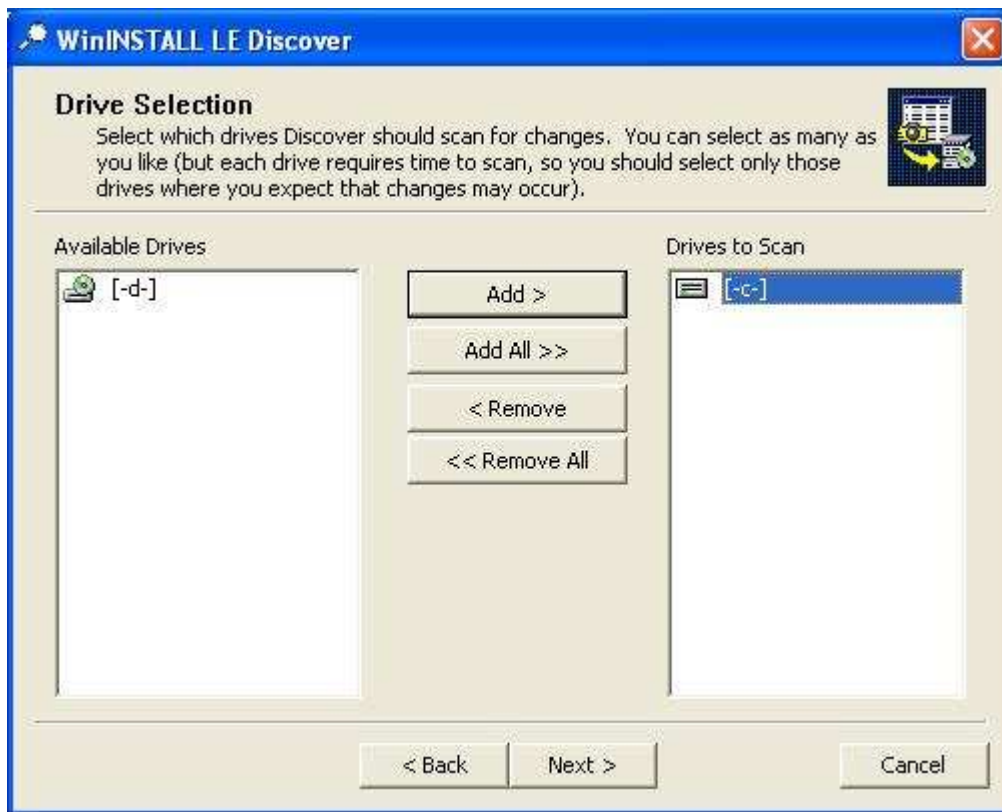 WinINSTALL LE Discover
Drive Selection
Select which drives Discover should scan for changes. You can select as many as
you like (but each drive requires time to scan, so you should select only those
drives where you expect that changes may occur).
Available Drives
Drives to Scan
[-d-]
[-c-]
Add >
Add All >>
< Remove
<< Remove All
< Back
Next >
Cancel